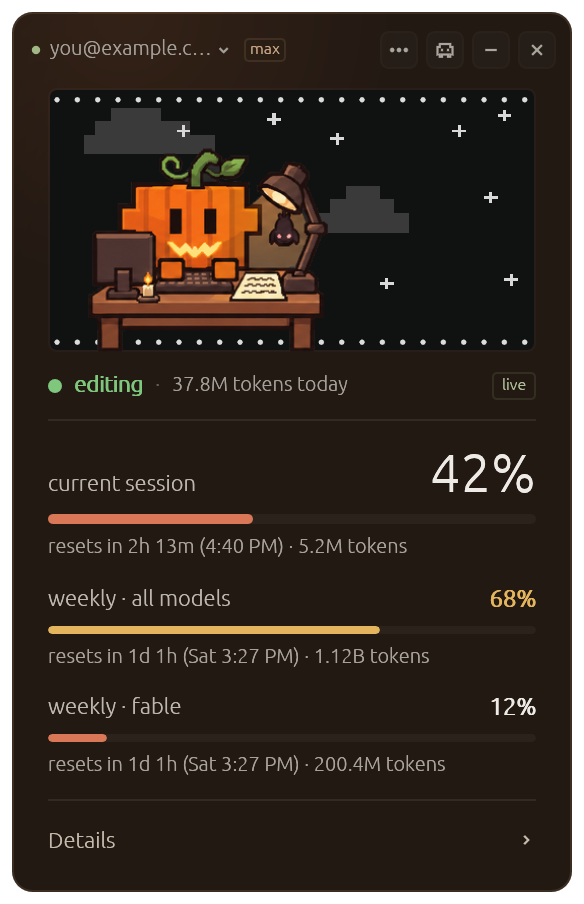 you@example.c... max
editing · 37.8M tokens today live
current session 42%
resets in 2h 13m (4:40 PM) · 5.2M tokens
weekly · all models 68%
resets in 1d 1h (Sat 3:27 PM) · 1.12B tokens
weekly · fable 12%
resets in 1d 1h (Sat 3:27 PM) · 200.4M tokens
Details